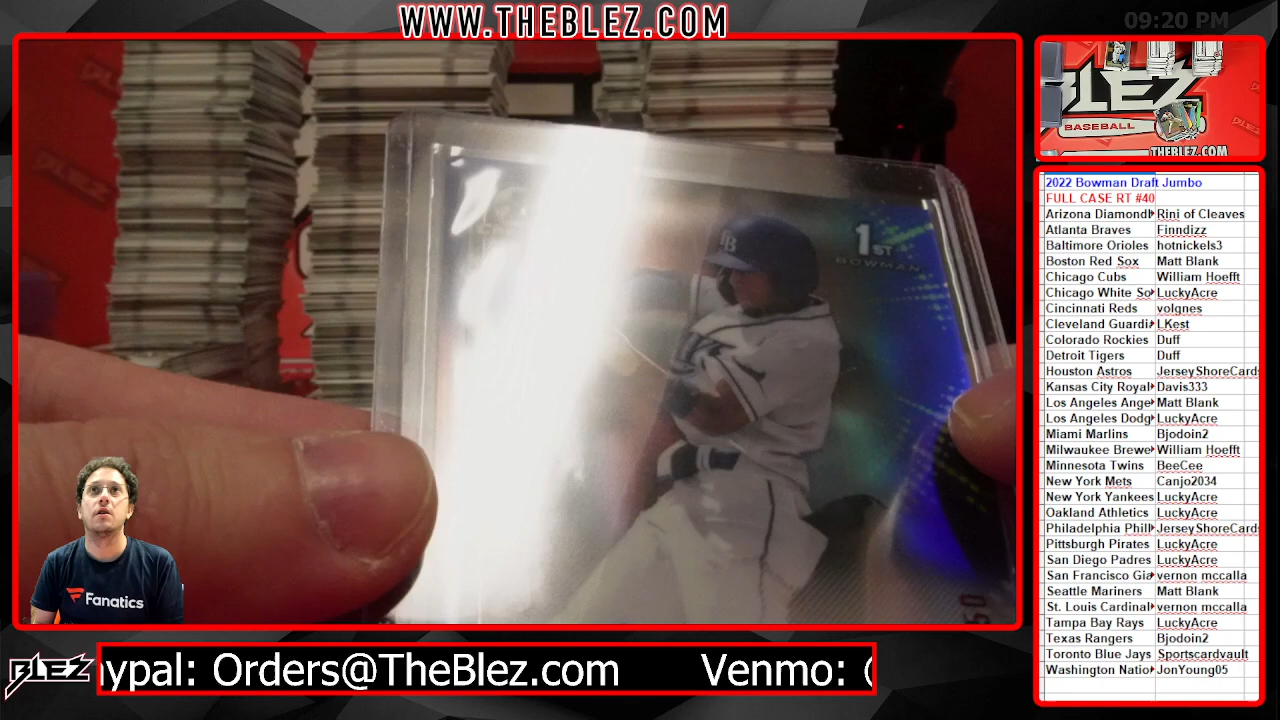 WWW.THEBLEZ.COM
09:20 PM
1ST
BOWMAN
TB
50
BLEZ
BASEBALL
THEBLEZ.COM
2022 Bowman Draft Jumbo
FULL CASE RT #40
Arizona Diamondl Rini of Cleaves
Atlanta Braves Finndizz
Baltimore Orioles hotnickels3
Boston Red Sox Matt Blank
Chicago Cubs William Hoefft
Chicago White So LuckyAcre
Cincinnati Reds volgnes
Cleveland Guardi LKest
Colorado Rockies Duff
Detroit Tigers Duff
Houston Astros JerseyShoreCards
Kansas City Royal Davis333
Los Angeles Ange Matt Blank
Los Angeles Dodg LuckyAcre
Miami Marlins Bjodoin2
Milwaukee Brewe William Hoefft
Minnesota Twins BeeCee
New York Mets Canjo2034
New York Yankees LuckyAcre
Oakland Athletics LuckyAcre
Philadelphia Phill JerseyShoreCards
Pittsburgh Pirates LuckyAcre
San Diego Padres LuckyAcre
San Francisco Gia vernon mccalla
Seattle Mariners Matt Blank
St. Louis Cardinal vernon mccalla
Tampa Bay Rays LuckyAcre
Texas Rangers Bjodoin2
Toronto Blue Jays Sportscardvault
Washington Natio JonYoung05
Fanatics
BLEZ
aypal: Orders@TheBlez.com Venmo: